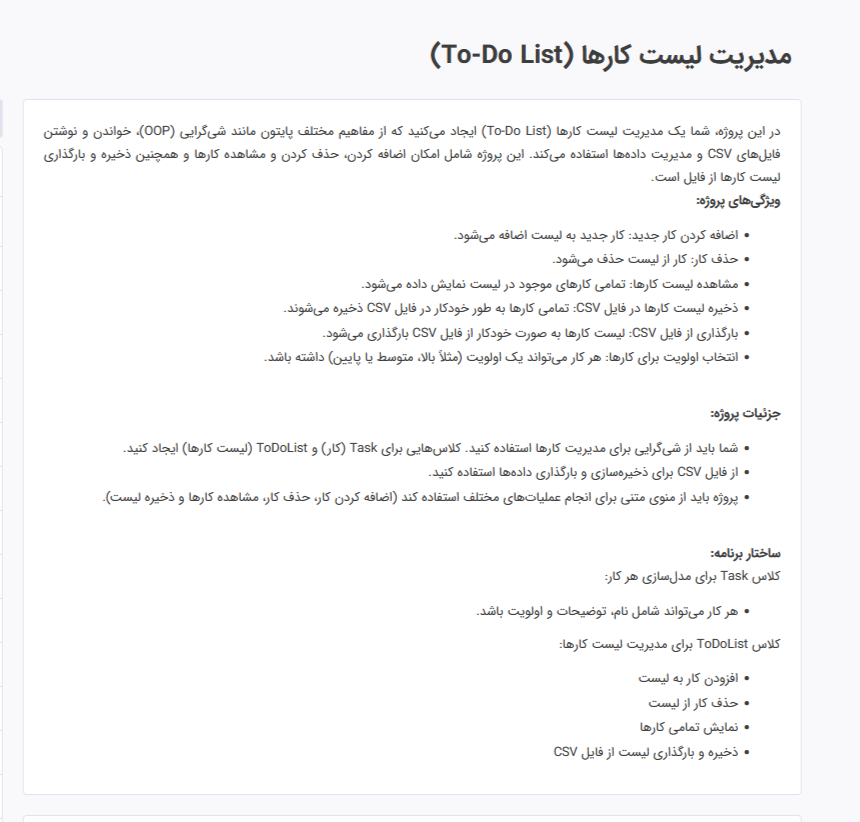 مدیریت لیست کارها (To-Do List)
در این پروژه، شما یک مدیریت لیست کارها (To-Do List) ایجاد می‌کنید که از مفاهیم مختلف پایتون مانند شی‌گرایی (OOP)، خواندن و نوشتن
فایل‌های CSV و مدیریت داده‌ها استفاده می‌کند. این پروژه شامل امکان اضافه کردن، حذف کردن و مشاهده کارها و همچنین ذخیره و بارگذاری
لیست کارها از فایل است.
ویژگی‌های پروژه:
• اضافه کردن کار جدید: کار جدید به لیست اضافه می‌شود.
• حذف کار: کار از لیست حذف می‌شود.
• مشاهده لیست کارها: تمامی کارهای موجود در لیست نمایش داده می‌شود.
• ذخیره لیست کارها در فایل CSV: تمامی کارها به طور خودکار در فایل CSV ذخیره می‌شوند.
• بارگذاری از فایل CSV: لیست کارها به صورت خودکار از فایل CSV بارگذاری می‌شود.
• انتخاب اولویت برای کارها: هر کار می‌تواند یک اولویت (مثلاً بالا، متوسط یا پایین) داشته باشد.
جزئیات پروژه:
• شما باید از شی‌گرایی برای مدیریت کارها استفاده کنید. کلاس‌هایی برای Task (کار) و ToDoList (لیست کارها) ایجاد کنید.
• از فایل CSV برای ذخیره‌سازی و بارگذاری داده‌ها استفاده کنید.
• پروژه باید از منوی متنی برای انجام عملیات‌های مختلف استفاده کند (اضافه کردن کار، حذف کار، مشاهده کارها و ذخیره لیست).
ساختار برنامه:
کلاس Task برای مدل‌سازی هر کار:
• هر کار می‌تواند شامل نام، توضیحات و اولویت باشد.
کلاس ToDoList برای مدیریت لیست کارها:
• افزودن کار به لیست
• حذف کار از لیست
• نمایش تمامی کارها
• ذخیره و بارگذاری لیست از فایل CSV